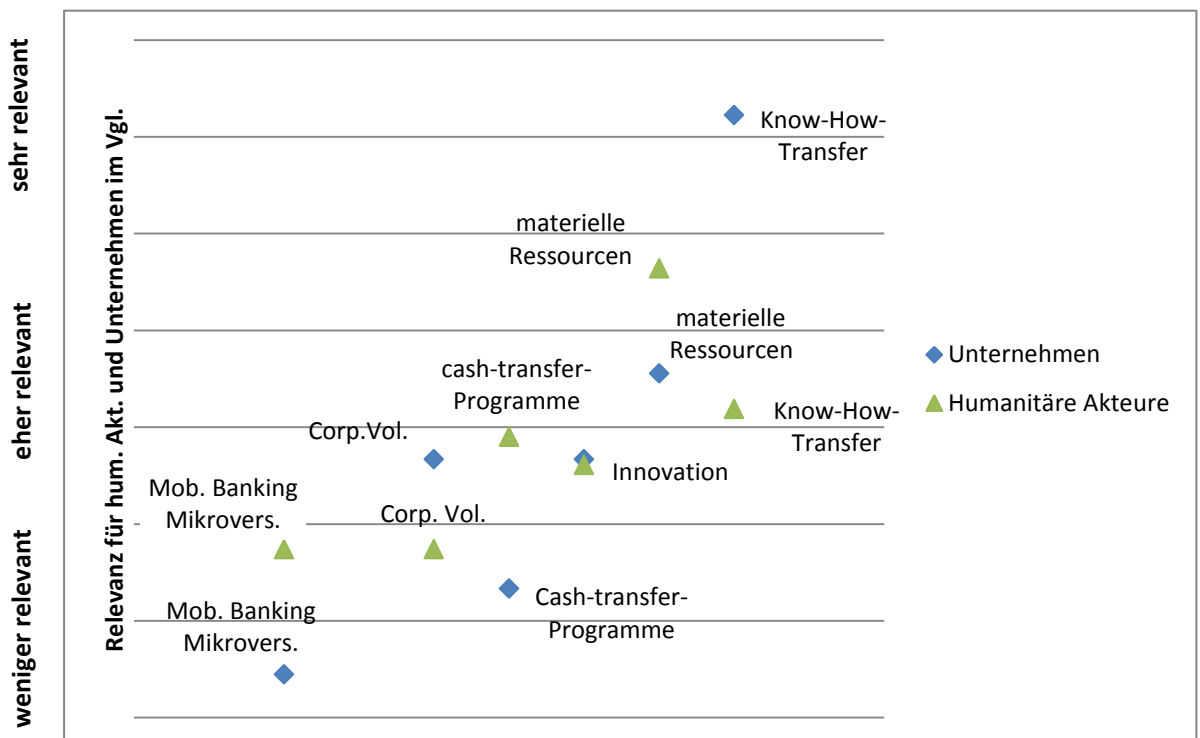 sehr relevant
eher relevant
weniger relevant
Relevanz für hum. Akt. und Unternehmen im Vgl.
Know-How-
Transfer
materielle
Ressourcen
materielle
Ressourcen
cash-transfer-
Programme
Know-How-
Transfer
Corp.Vol.
Innovation
Mob. Banking
Mikrovers.
Corp. Vol.
Cash-transfer-
Programme
Mob. Banking
Mikrovers.
Unternehmen
Humanitäre Akteure